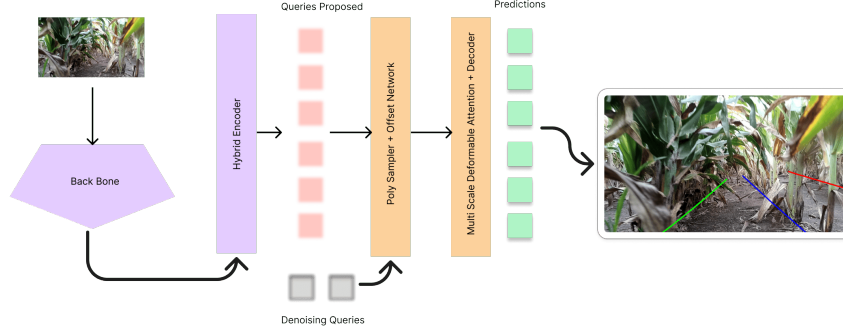 Queries Proposed
Predictions
Back Bone
Hybrid Encoder
Poly Sampler + Offset Network
Multi Scale Deformable Attention + Decoder
Denoising Queries